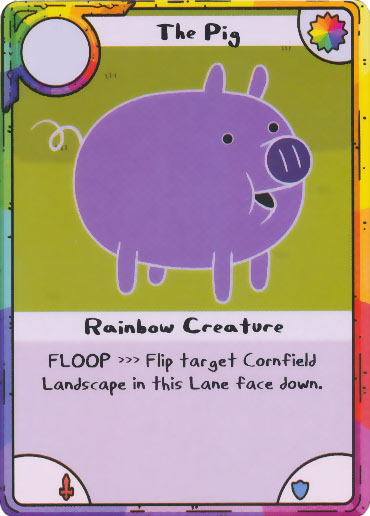 The Pig
Rainbow Creature
FLOOP >>> Flip target Cornfield
Landscape in this Lane face down.